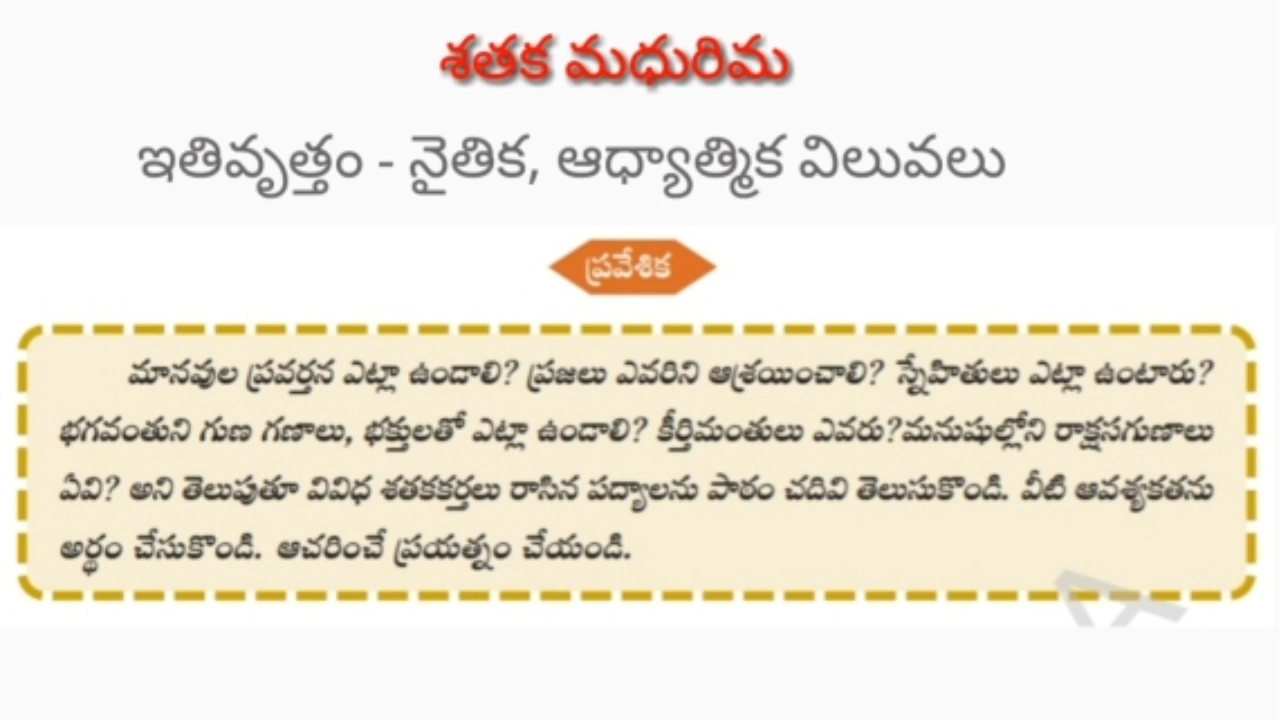 శతక మధురిమ
ఇతివృత్తం - నైతిక, ఆధ్యాత్మిక విలువలు
ప్రవేశిక
మానవుల ప్రవర్తన ఎట్లా ఉండాలి? ప్రజలు ఎవరిని ఆశ్రయించాలి? స్నేహితులు ఎట్లా ఉంటారు?
భగవంతుని గుణ గణాలు, భక్తులతో ఎట్లా ఉండాలి? కీర్తిమంతులు ఎవరు?మనుషుల్లోని రాక్షసగుణాలు
ఏవి? అని తెలుపుతూ వివిధ శతకకర్తలు రాసిన పద్యాలను పాఠం చదివి తెలుసుకొండి. వీటి ఆవశ్యకతను
అర్థం చేసుకొండి. ఆచరించే ప్రయత్నం చేయండి.